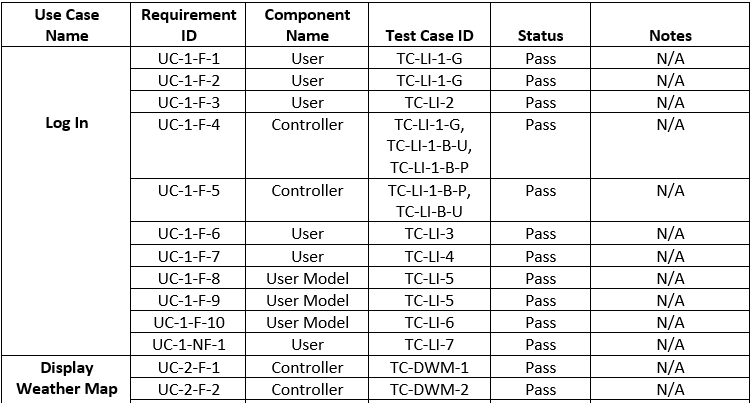 Use Case Name | Requirement ID | Component Name | Test Case ID | Status | Notes
Log In | UC-1-F-1 | User | TC-LI-1-G | Pass | N/A
UC-1-F-2 | User | TC-LI-1-G | Pass | N/A
UC-1-F-3 | User | TC-LI-2 | Pass | N/A
UC-1-F-4 | Controller | TC-LI-1-G, TC-LI-1-B-U, TC-LI-1-B-P | Pass | N/A
UC-1-F-5 | Controller | TC-LI-1-B-P, TC-LI-B-U | Pass | N/A
UC-1-F-6 | User | TC-LI-3 | Pass | N/A
UC-1-F-7 | User | TC-LI-4 | Pass | N/A
UC-1-F-8 | User Model | TC-LI-5 | Pass | N/A
UC-1-F-9 | User Model | TC-LI-5 | Pass | N/A
UC-1-F-10 | User Model | TC-LI-6 | Pass | N/A
UC-1-NF-1 | User | TC-LI-7 | Pass | N/A
Display Weather Map | UC-2-F-1 | Controller | TC-DWM-1 | Pass | N/A
UC-2-F-2 | Controller | TC-DWM-2 | Pass | N/A